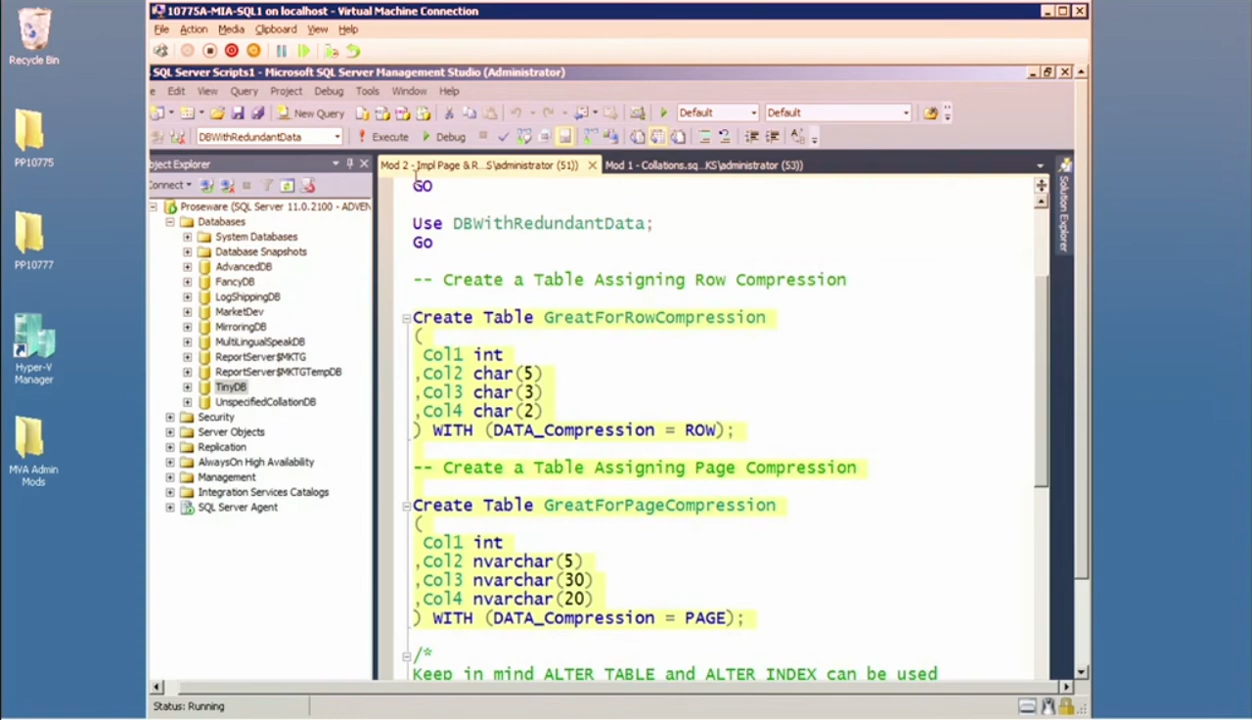 Recycle Bin
PP10775
PP10777
Hyper-V
Manager
MVA Admin
Mods
10775A-MIA-SQL1 on localhost - Virtual Machine Connection
File Action Media Clipboard View Help
SQL Server Scripts1 - Microsoft SQL Server Management Studio (Administrator)
e Edit View Query Project Debug Tools Window Help
New Query Default Default
DBWithRedundantData Execute Debug
bject Explorer
Connect
Proseware (SQL Server 11.0.2100 - ADVEN
Databases
System Databases
Database Snapshots
AdvancedDB
FancyDB
LogShippingDB
MarketDev
MirroringDB
MultiLingualSpeakDB
ReportServer$MKTG
ReportServer$MKTGTempDB
TinyDB
UnspecifiedCollationDB
Security
Server Objects
Replication
AlwaysOn High Availability
Management
Integration Services Catalogs
SQL Server Agent
Mod 2 - Impl Page & R...S\administrator (51)) Mod 1 - Collations.sq...KS\administrator (53))
GO
Use DBWithRedundantData;
Go
-- Create a Table Assigning Row Compression
Create Table GreatForRowCompression
(
Col1 int
,Col2 char(5)
,Col3 char(3)
,Col4 char(2)
) WITH (DATA_Compression = ROW);
-- Create a Table Assigning Page Compression
Create Table GreatForPageCompression
(
Col1 int
,Col2 nvarchar(5)
,Col3 nvarchar(30)
,Col4 nvarchar(20)
) WITH (DATA_Compression = PAGE);
/*
Keep in mind ALTER TABLE and ALTER INDEX can be used
Solution Explorer
Status: Running